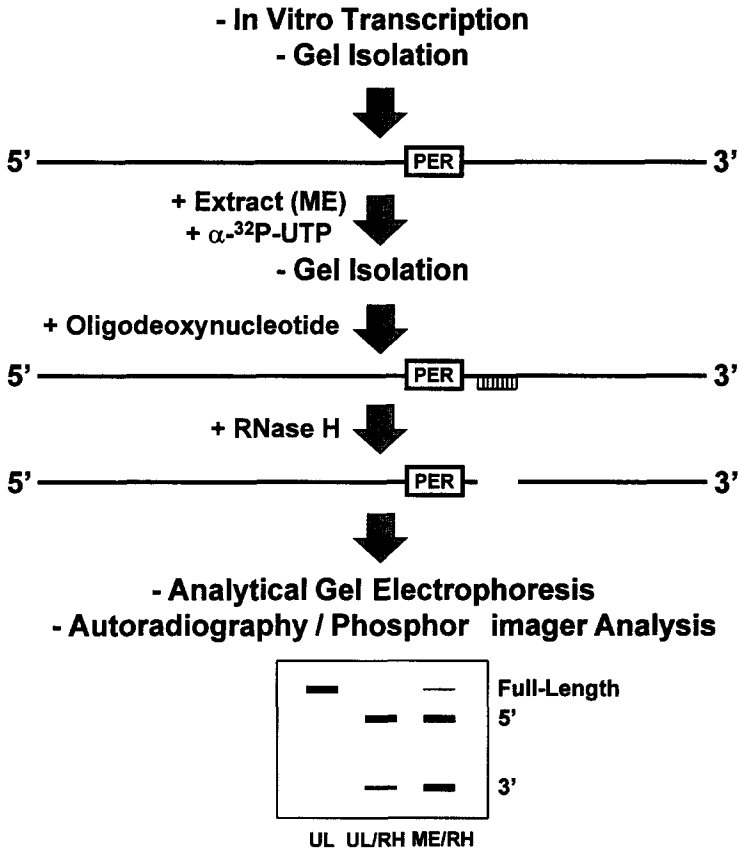 - In Vitro Transcription
- Gel Isolation
5’ PER 3’
+ Extract (ME)
+ α-³²P-UTP
- Gel Isolation
+ Oligodeoxynucleotide
5’ PER 3’
+ RNase H
5’ PER 3’
- Analytical Gel Electrophoresis
- Autoradiography / Phosphor imager Analysis
Full-Length
5’
3’
UL UL/RH ME/RH